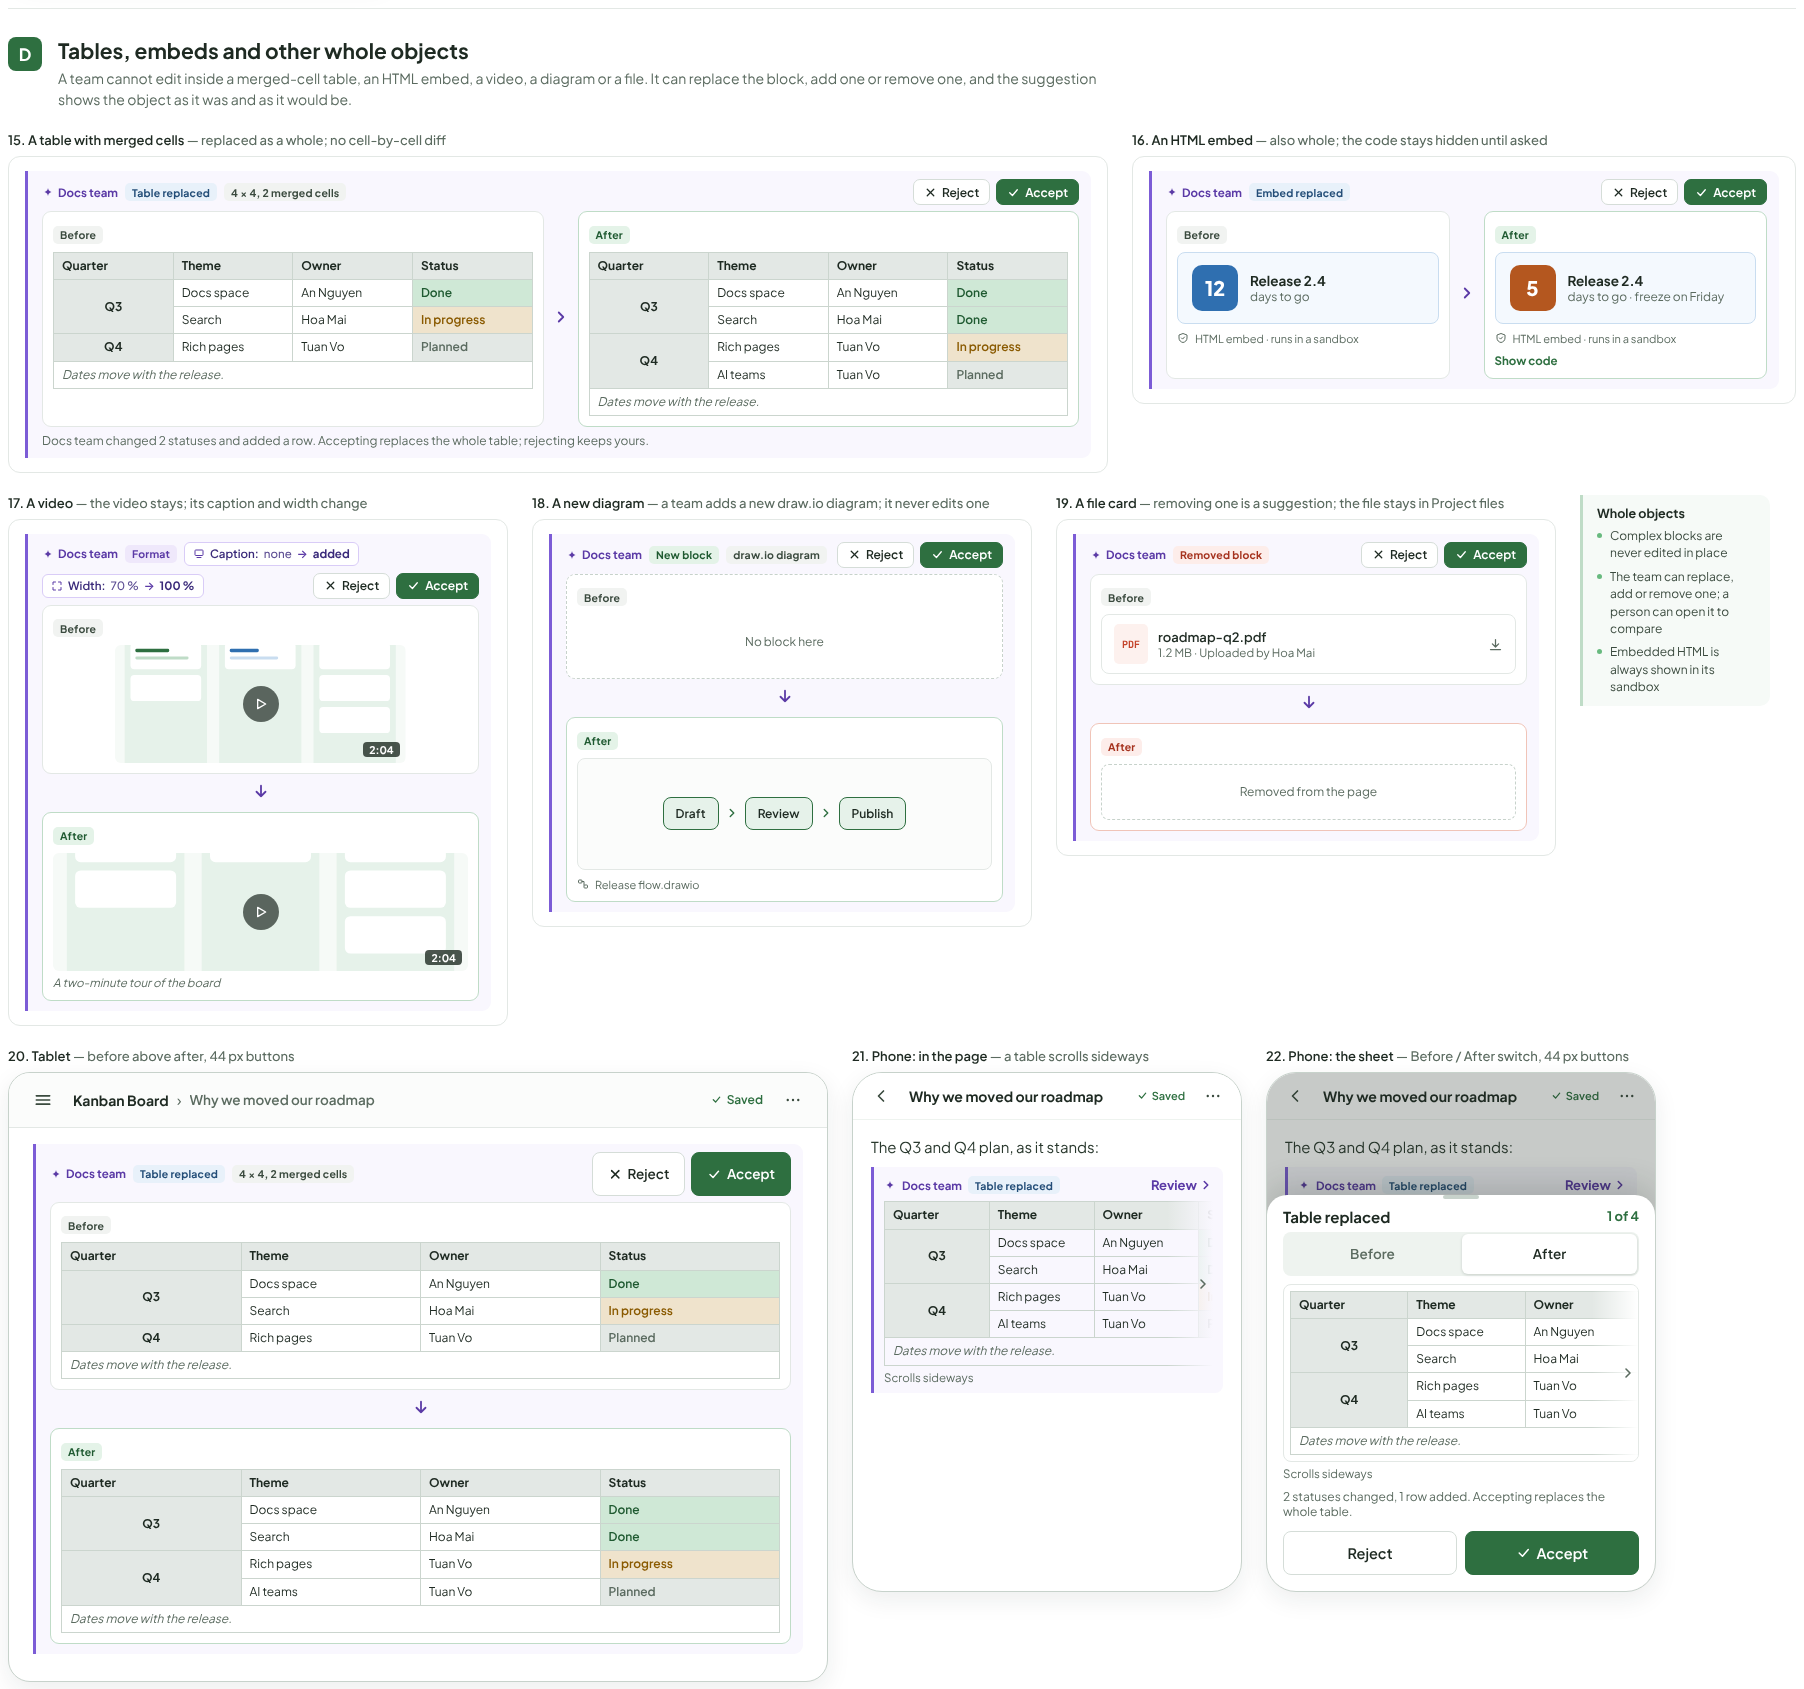 D
Tables, embeds and other whole objects
A team cannot edit inside a merged-cell table, an HTML embed, a video, a diagram or a file. It can replace the block, add one or remove one, and the suggestion
shows the object as it was and as it would be.
15. A table with merged cells — replaced as a whole; no cell-by-cell diff
Docs team Table replaced 4 × 4, 2 merged cells Reject Accept
Before
Quarter Theme Owner Status
Q3 Docs space An Nguyen Done
Search Hoa Mai In progress
Q4 Rich pages Tuan Vo Planned
Dates move with the release.
After
Quarter Theme Owner Status
Q3 Docs space An Nguyen Done
Search Hoa Mai Done
Q4 Rich pages Tuan Vo In progress
AI teams Tuan Vo Planned
Dates move with the release.
Docs team changed 2 statuses and added a row. Accepting replaces the whole table; rejecting keeps yours.
16. An HTML embed — also whole; the code stays hidden until asked
Docs team Embed replaced Reject Accept
Before
12 Release 2.4
days to go
HTML embed · runs in a sandbox
After
5 Release 2.4
days to go · freeze on Friday
HTML embed · runs in a sandbox
Show code
17. A video — the video stays; its caption and width change
Docs team Format Caption: none → added
Width: 70 % → 100 % Reject Accept
Before
2:04
After
2:04
A two-minute tour of the board
18. A new diagram — a team adds a new draw.io diagram; it never edits one
Docs team New block draw.io diagram Reject Accept
Before
No block here
After
Draft Review Publish
Release flow.drawio
19. A file card — removing one is a suggestion; the file stays in Project files
Docs team Removed block Reject Accept
Before
PDF roadmap-q2.pdf
1.2 MB · Uploaded by Hoa Mai
After
Removed from the page
Whole objects
Complex blocks are
never edited in place
The team can replace,
add or remove one; a
person can open it to
compare
Embedded HTML is
always shown in its
sandbox
20. Tablet — before above after, 44 px buttons
Kanban Board › Why we moved our roadmap Saved
Docs team Table replaced 4 × 4, 2 merged cells Reject Accept
Before
Quarter Theme Owner Status
Q3 Docs space An Nguyen Done
Search Hoa Mai In progress
Q4 Rich pages Tuan Vo Planned
Dates move with the release.
After
Quarter Theme Owner Status
Q3 Docs space An Nguyen Done
Search Hoa Mai Done
Q4 Rich pages Tuan Vo In progress
AI teams Tuan Vo Planned
Dates move with the release.
21. Phone: in the page — a table scrolls sideways
Why we moved our roadmap Saved
The Q3 and Q4 plan, as it stands:
Docs team Table replaced Review
Quarter Theme Owner
Q3 Docs space An Nguyen
Search Hoa Mai
Q4 Rich pages Tuan Vo
AI teams Tuan Vo
Dates move with the release.
Scrolls sideways
22. Phone: the sheet — Before / After switch, 44 px buttons
Why we moved our roadmap Saved
The Q3 and Q4 plan, as it stands:
Docs team Table replaced Review
Table replaced 1 of 4
Before After
Quarter Theme Owner
Q3 Docs space An Nguyen
Search Hoa Mai
Q4 Rich pages Tuan Vo
AI teams Tuan Vo
Dates move with the release.
Scrolls sideways
2 statuses changed, 1 row added. Accepting replaces the
whole table.
Reject Accept